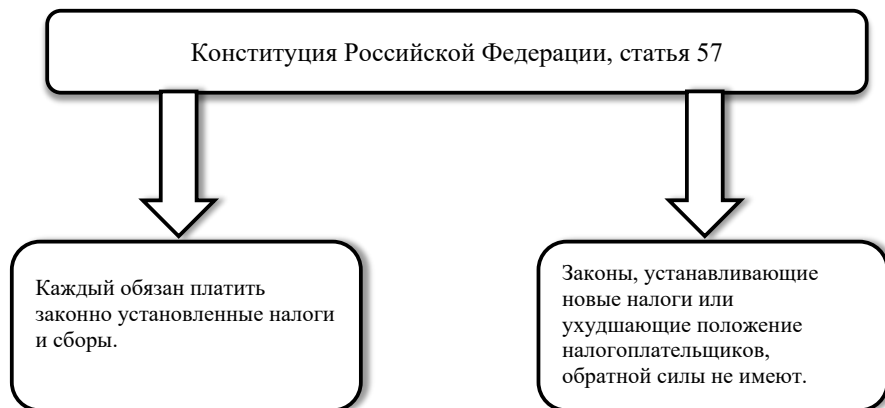 Конституция Российской Федерации, статья 57
Каждый обязан платить
законно установленные налоги
и сборы.
Законы, устанавливающие
новые налоги или
ухудшающие положение
налогоплательщиков,
обратной силы не имеют.